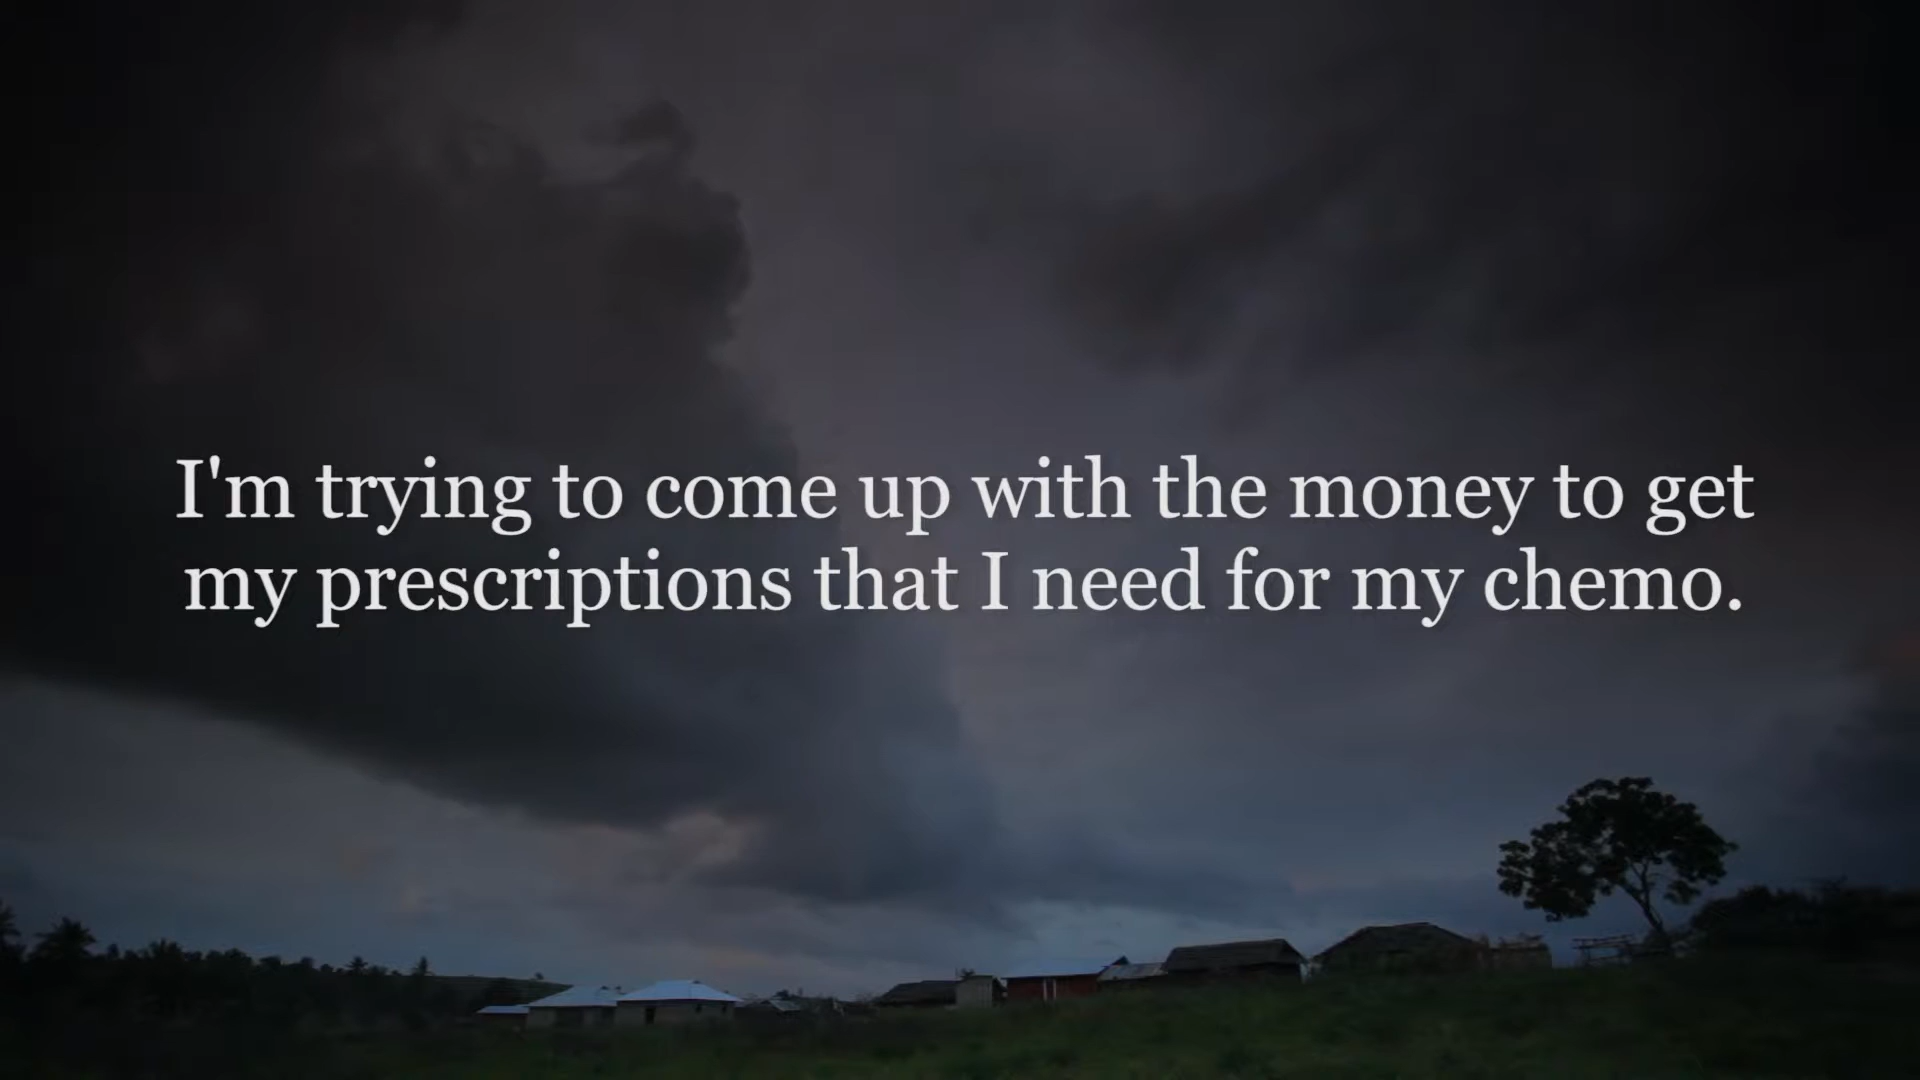 I'm trying to come up with the money to get
my prescriptions that I need for my chemo.